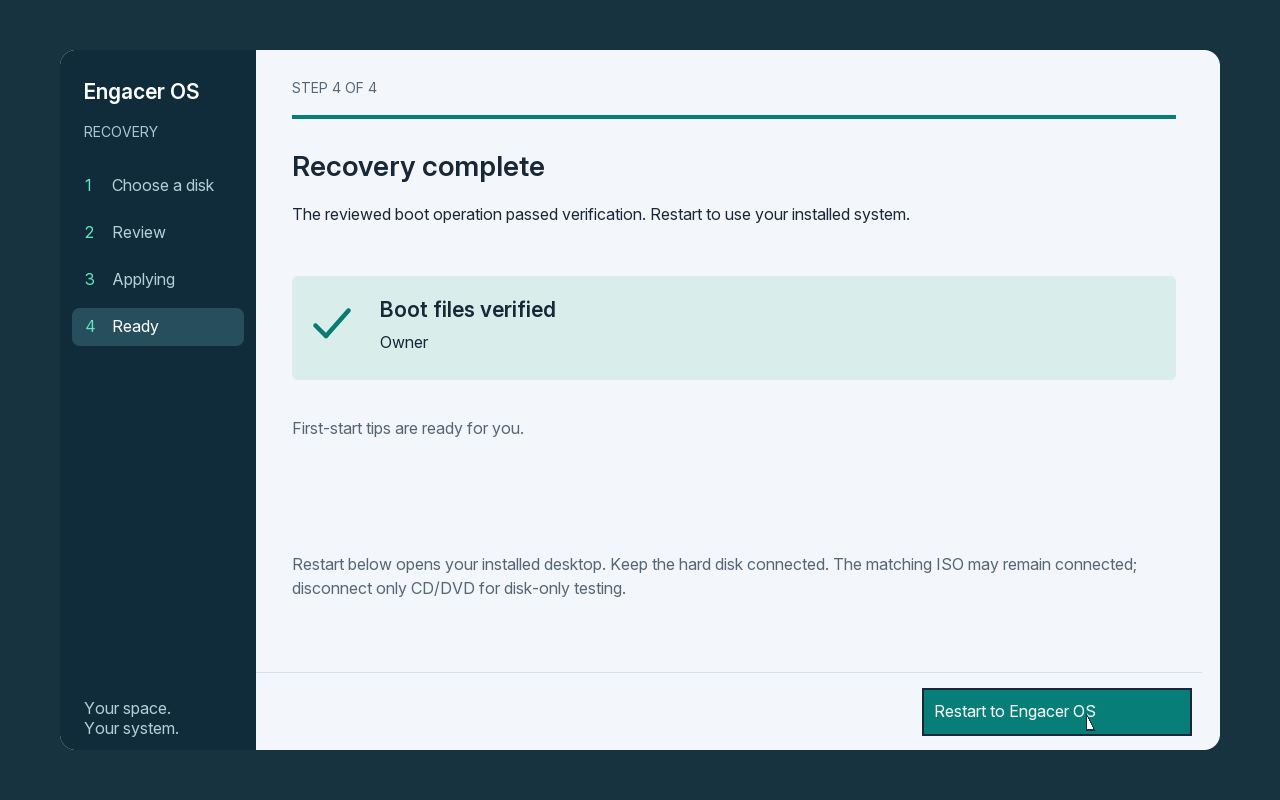 Engacer OS
RECOVERY
1 Choose a disk
2 Review
3 Applying
4 Ready
Your space.
Your system.
STEP 4 OF 4
Recovery complete
The reviewed boot operation passed verification. Restart to use your installed system.
Boot files verified
Owner
First-start tips are ready for you.
Restart below opens your installed desktop. Keep the hard disk connected. The matching ISO may remain connected;
disconnect only CD/DVD for disk-only testing.
Restart to Engacer OS